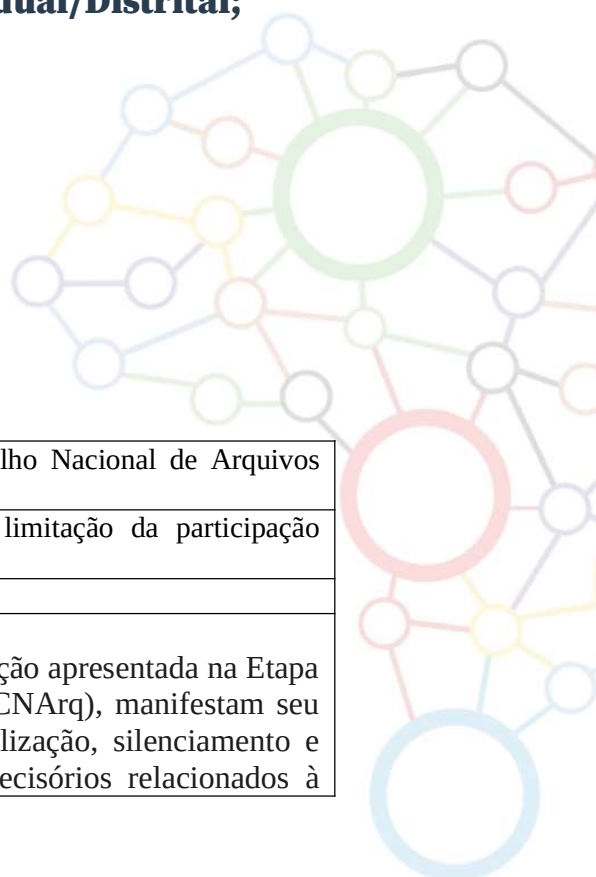 dual/Distrital;
lho Nacional de Arquivos
limitação da participação
ção apresentada na Etapa
CNArq), manifestam seu
lização, silenciamento e
ecisórios relacionados à